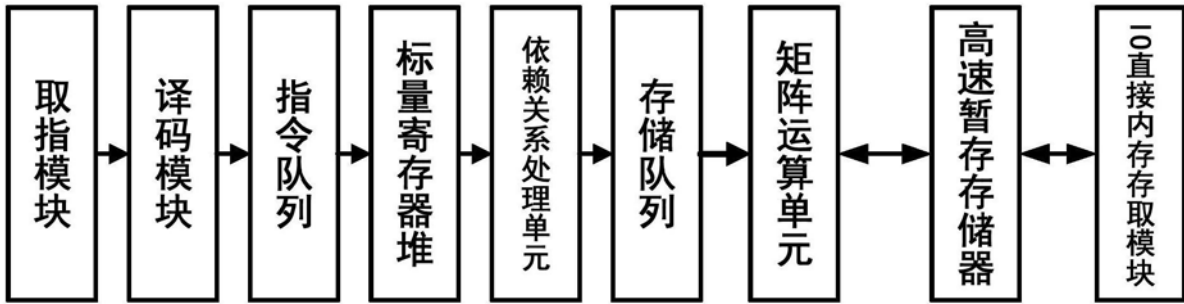 取指模块
译码模块
指令队列
标量寄存器堆
依赖关系处理单元
存储队列
矩阵运算单元
高速暂存存储器
IO直接内存存取模块